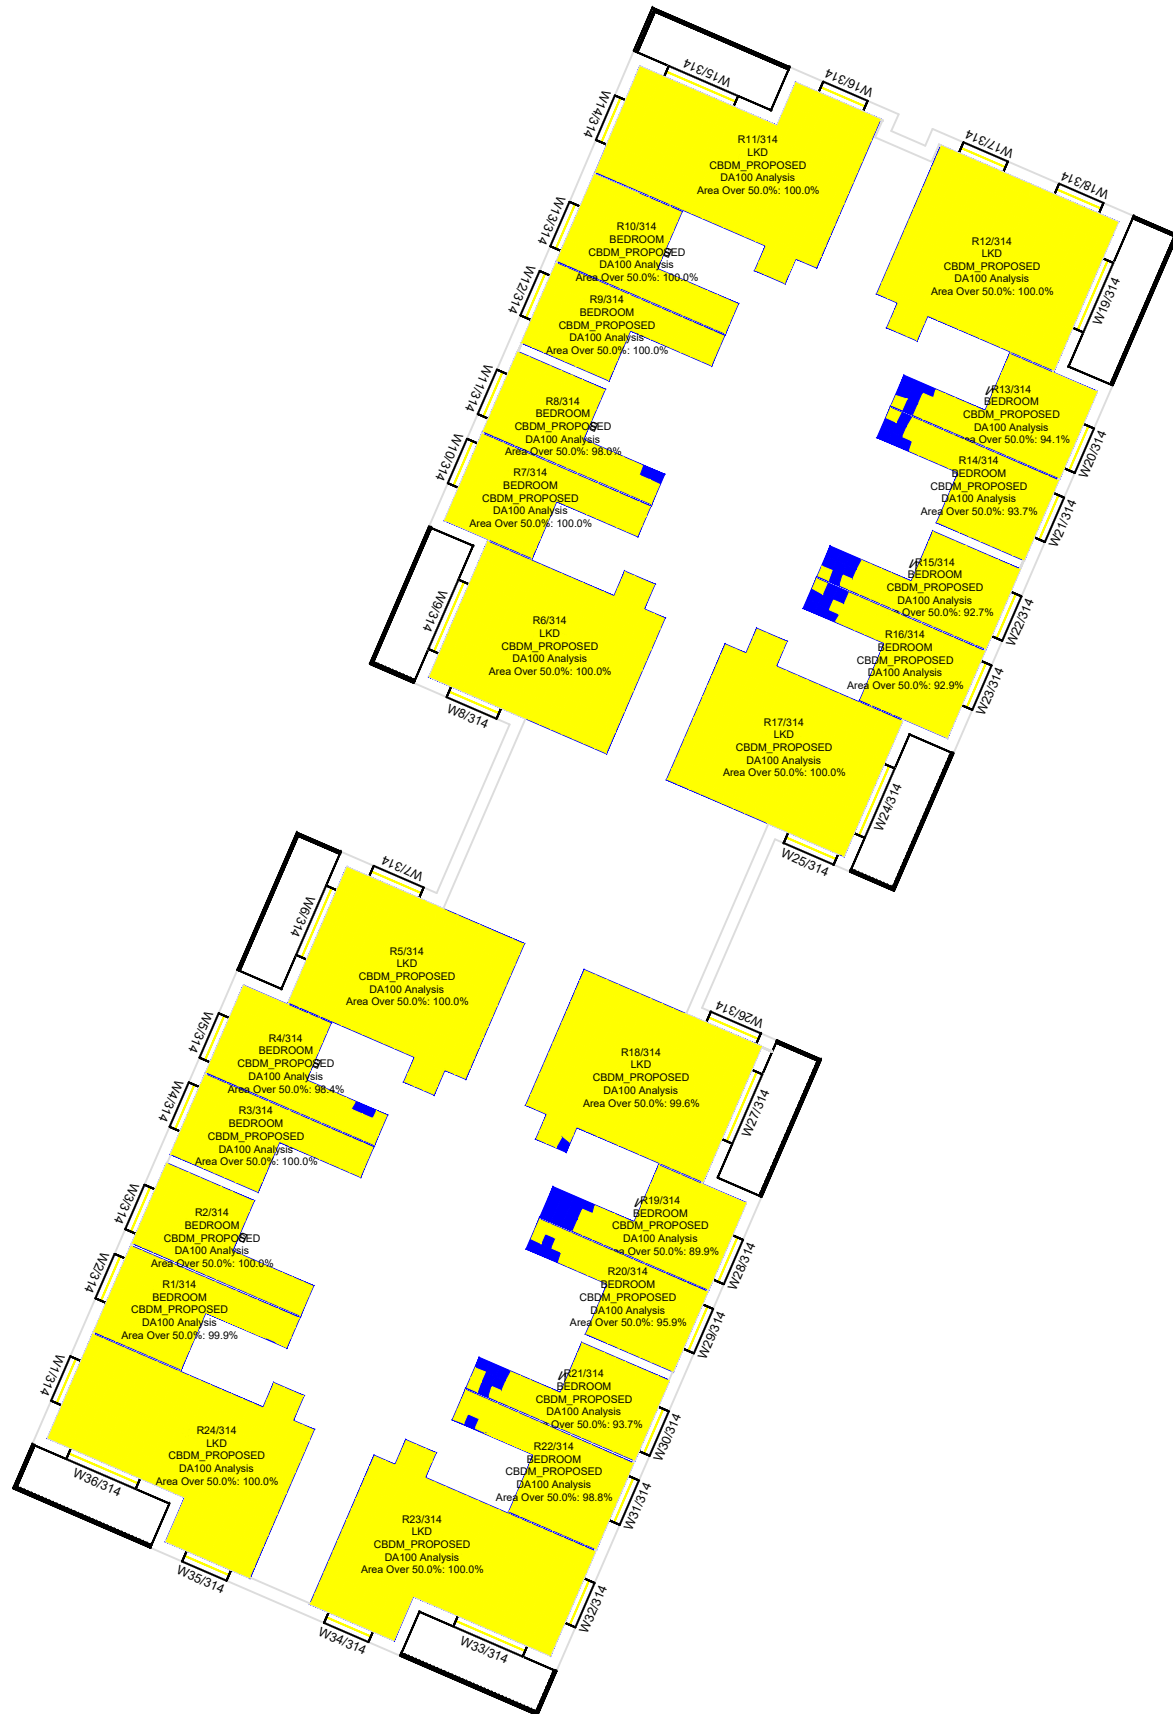 W15/314
W16/314
W14/314
W17/314
W18/314
R11/314
LKD
CBDM_PROPOSED
DA100 Analysis
Area Over 50.0%: 100.0%
W13/314
R10/314
BEDROOM
CBDM_PROPOSED
DA100 Analysis
Area Over 50.0%: 100.0%
R12/314
LKD
CBDM_PROPOSED
DA100 Analysis
Area Over 50.0%: 100.0%
W19/314
W12/314
R9/314
BEDROOM
CBDM_PROPOSED
DA100 Analysis
Area Over 50.0%: 100.0%
W11/314
R8/314
BEDROOM
CBDM_PROPOSED
DA100 Analysis
Area Over 50.0%: 98.0%
R13/314
BEDROOM
CBDM_PROPOSED
DA100 Analysis
Over 50.0%: 94.1%
W20/314
W10/314
R7/314
BEDROOM
CBDM_PROPOSED
DA100 Analysis
Area Over 50.0%: 100.0%
R14/314
BEDROOM
CBDM_PROPOSED
DA100 Analysis
Area Over 50.0%: 93.7%
W21/314
R15/314
BEDROOM
CBDM_PROPOSED
DA100 Analysis
Over 50.0%: 92.7%
W22/314
W9/314
R6/314
LKD
CBDM_PROPOSED
DA100 Analysis
Area Over 50.0%: 100.0%
R16/314
BEDROOM
CBDM_PROPOSED
DA100 Analysis
Area Over 50.0%: 92.9%
W23/314
W8/314
R17/314
LKD
CBDM_PROPOSED
DA100 Analysis
Area Over 50.0%: 100.0%
W24/314
W25/314
W7/314
W6/314
R5/314
LKD
CBDM_PROPOSED
DA100 Analysis
Area Over 50.0%: 100.0%
W5/314
R4/314
BEDROOM
CBDM_PROPOSED
DA100 Analysis
Area Over 50.0%: 98.4%
W26/314
R18/314
LKD
CBDM_PROPOSED
DA100 Analysis
Area Over 50.0%: 99.6%
W27/314
W4/314
R3/314
BEDROOM
CBDM_PROPOSED
DA100 Analysis
Area Over 50.0%: 100.0%
W3/314
R2/314
BEDROOM
CBDM_PROPOSED
DA100 Analysis
Area Over 50.0%: 100.0%
R19/314
BEDROOM
CBDM_PROPOSED
DA100 Analysis
Over 50.0%: 89.9%
W28/314
W2/314
R1/314
BEDROOM
CBDM_PROPOSED
DA100 Analysis
Area Over 50.0%: 99.9%
R20/314
BEDROOM
CBDM_PROPOSED
DA100 Analysis
Area Over 50.0%: 95.9%
W29/314
W1/314
R21/314
BEDROOM
CBDM_PROPOSED
DA100 Analysis
Over 50.0%: 93.7%
W30/314
R24/314
LKD
CBDM_PROPOSED
DA100 Analysis
Area Over 50.0%: 100.0%
W36/314
R22/314
BEDROOM
CBDM_PROPOSED
DA100 Analysis
Area Over 50.0%: 98.8%
W31/314
R23/314
LKD
CBDM_PROPOSED
DA100 Analysis
Area Over 50.0%: 100.0%
W35/314
W34/314
W33/314
W32/314